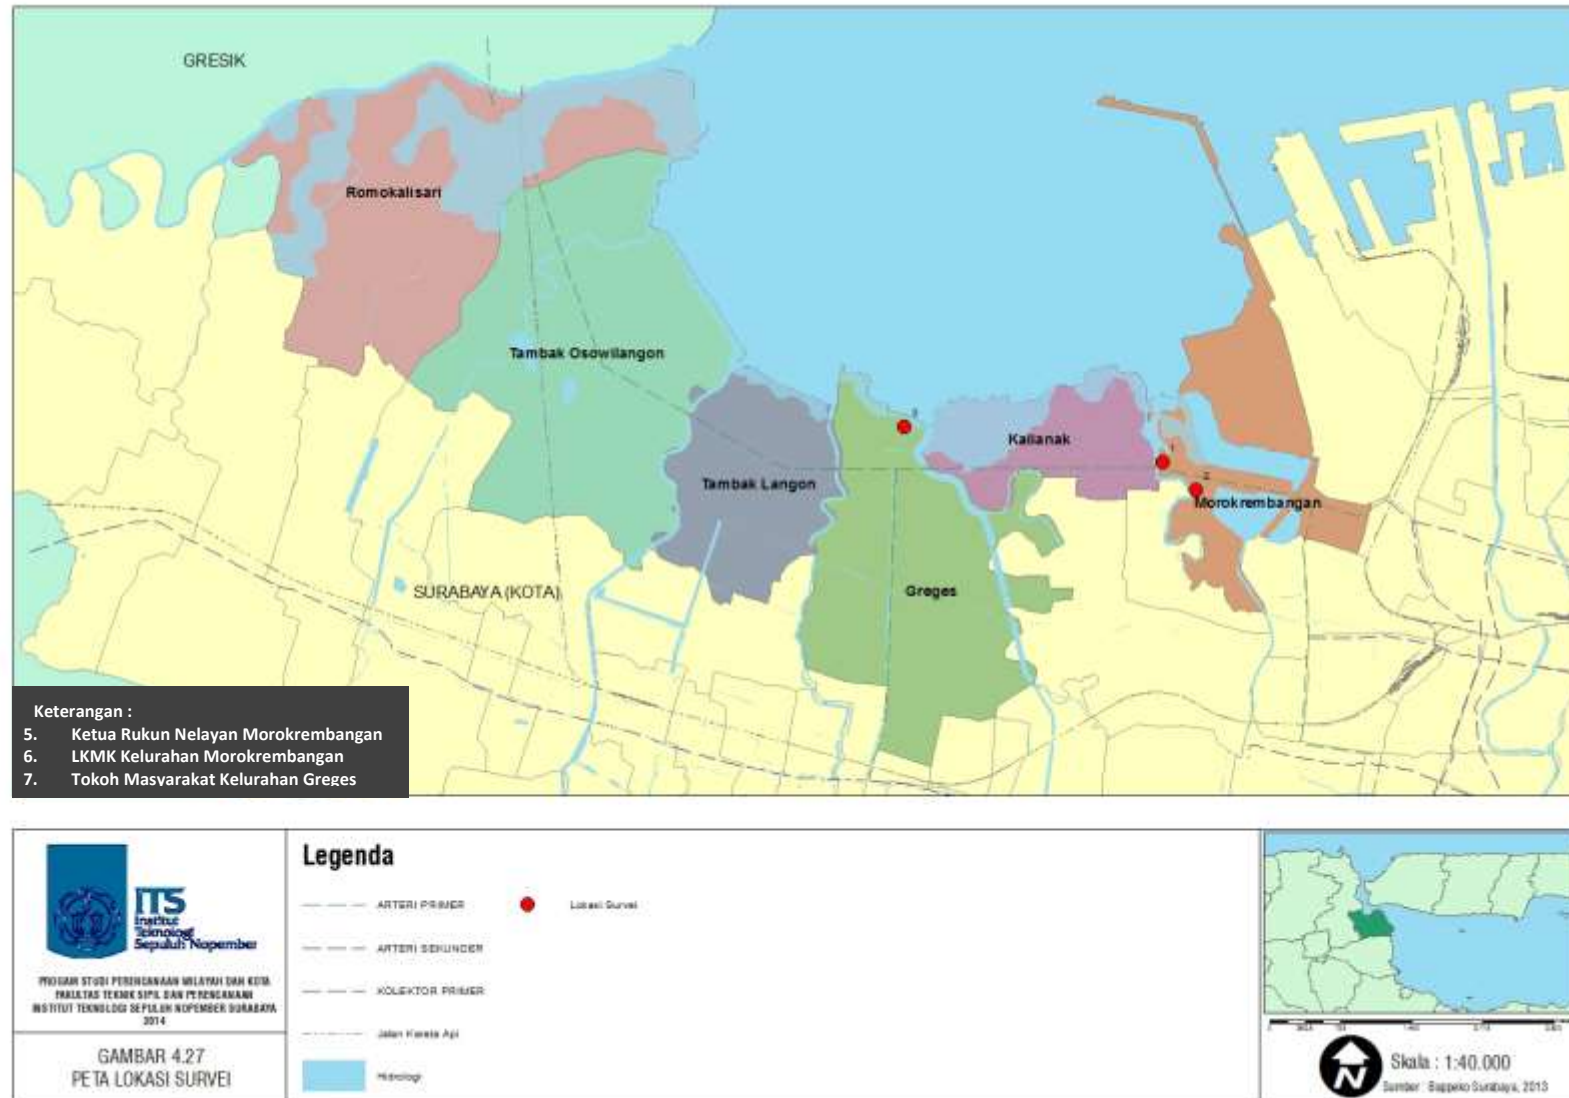 GRESIK
Romokalisari
Tambak Osowilangon
Kalianak
Tambak Langon
1
2
Morokrembangan
SURABAYA (KOTA)
Greges
Keterangan :
5. Ketua Rukun Nelayan Morokrembangan
6. LKMK Kelurahan Morokrembangan
7. Tokoh Masyarakat Kelurahan Greges
ITS
Institut
Teknologi
Sepuluh Nopember
PROGAM STUDI PERENCANAAN WILAYAH DAN KOTA
FAKULTAS TEKNIK SIPIL DAN PERENCANAAN
INSTITUT TEKNOLOGI SEPULUH NOPEMBER SURABAYA
2014
GAMBAR 4.27
PETA LOKASI SURVEI
Legenda
ARTERI PRIMER
Lokasi Survei
ARTERI SEKUNDER
KOLEKTOR PRIMER
Jalan Kereta Api
Hidrologi
N
Skala : 1:40.000
Sumber : Bappeko Surabaya, 2013